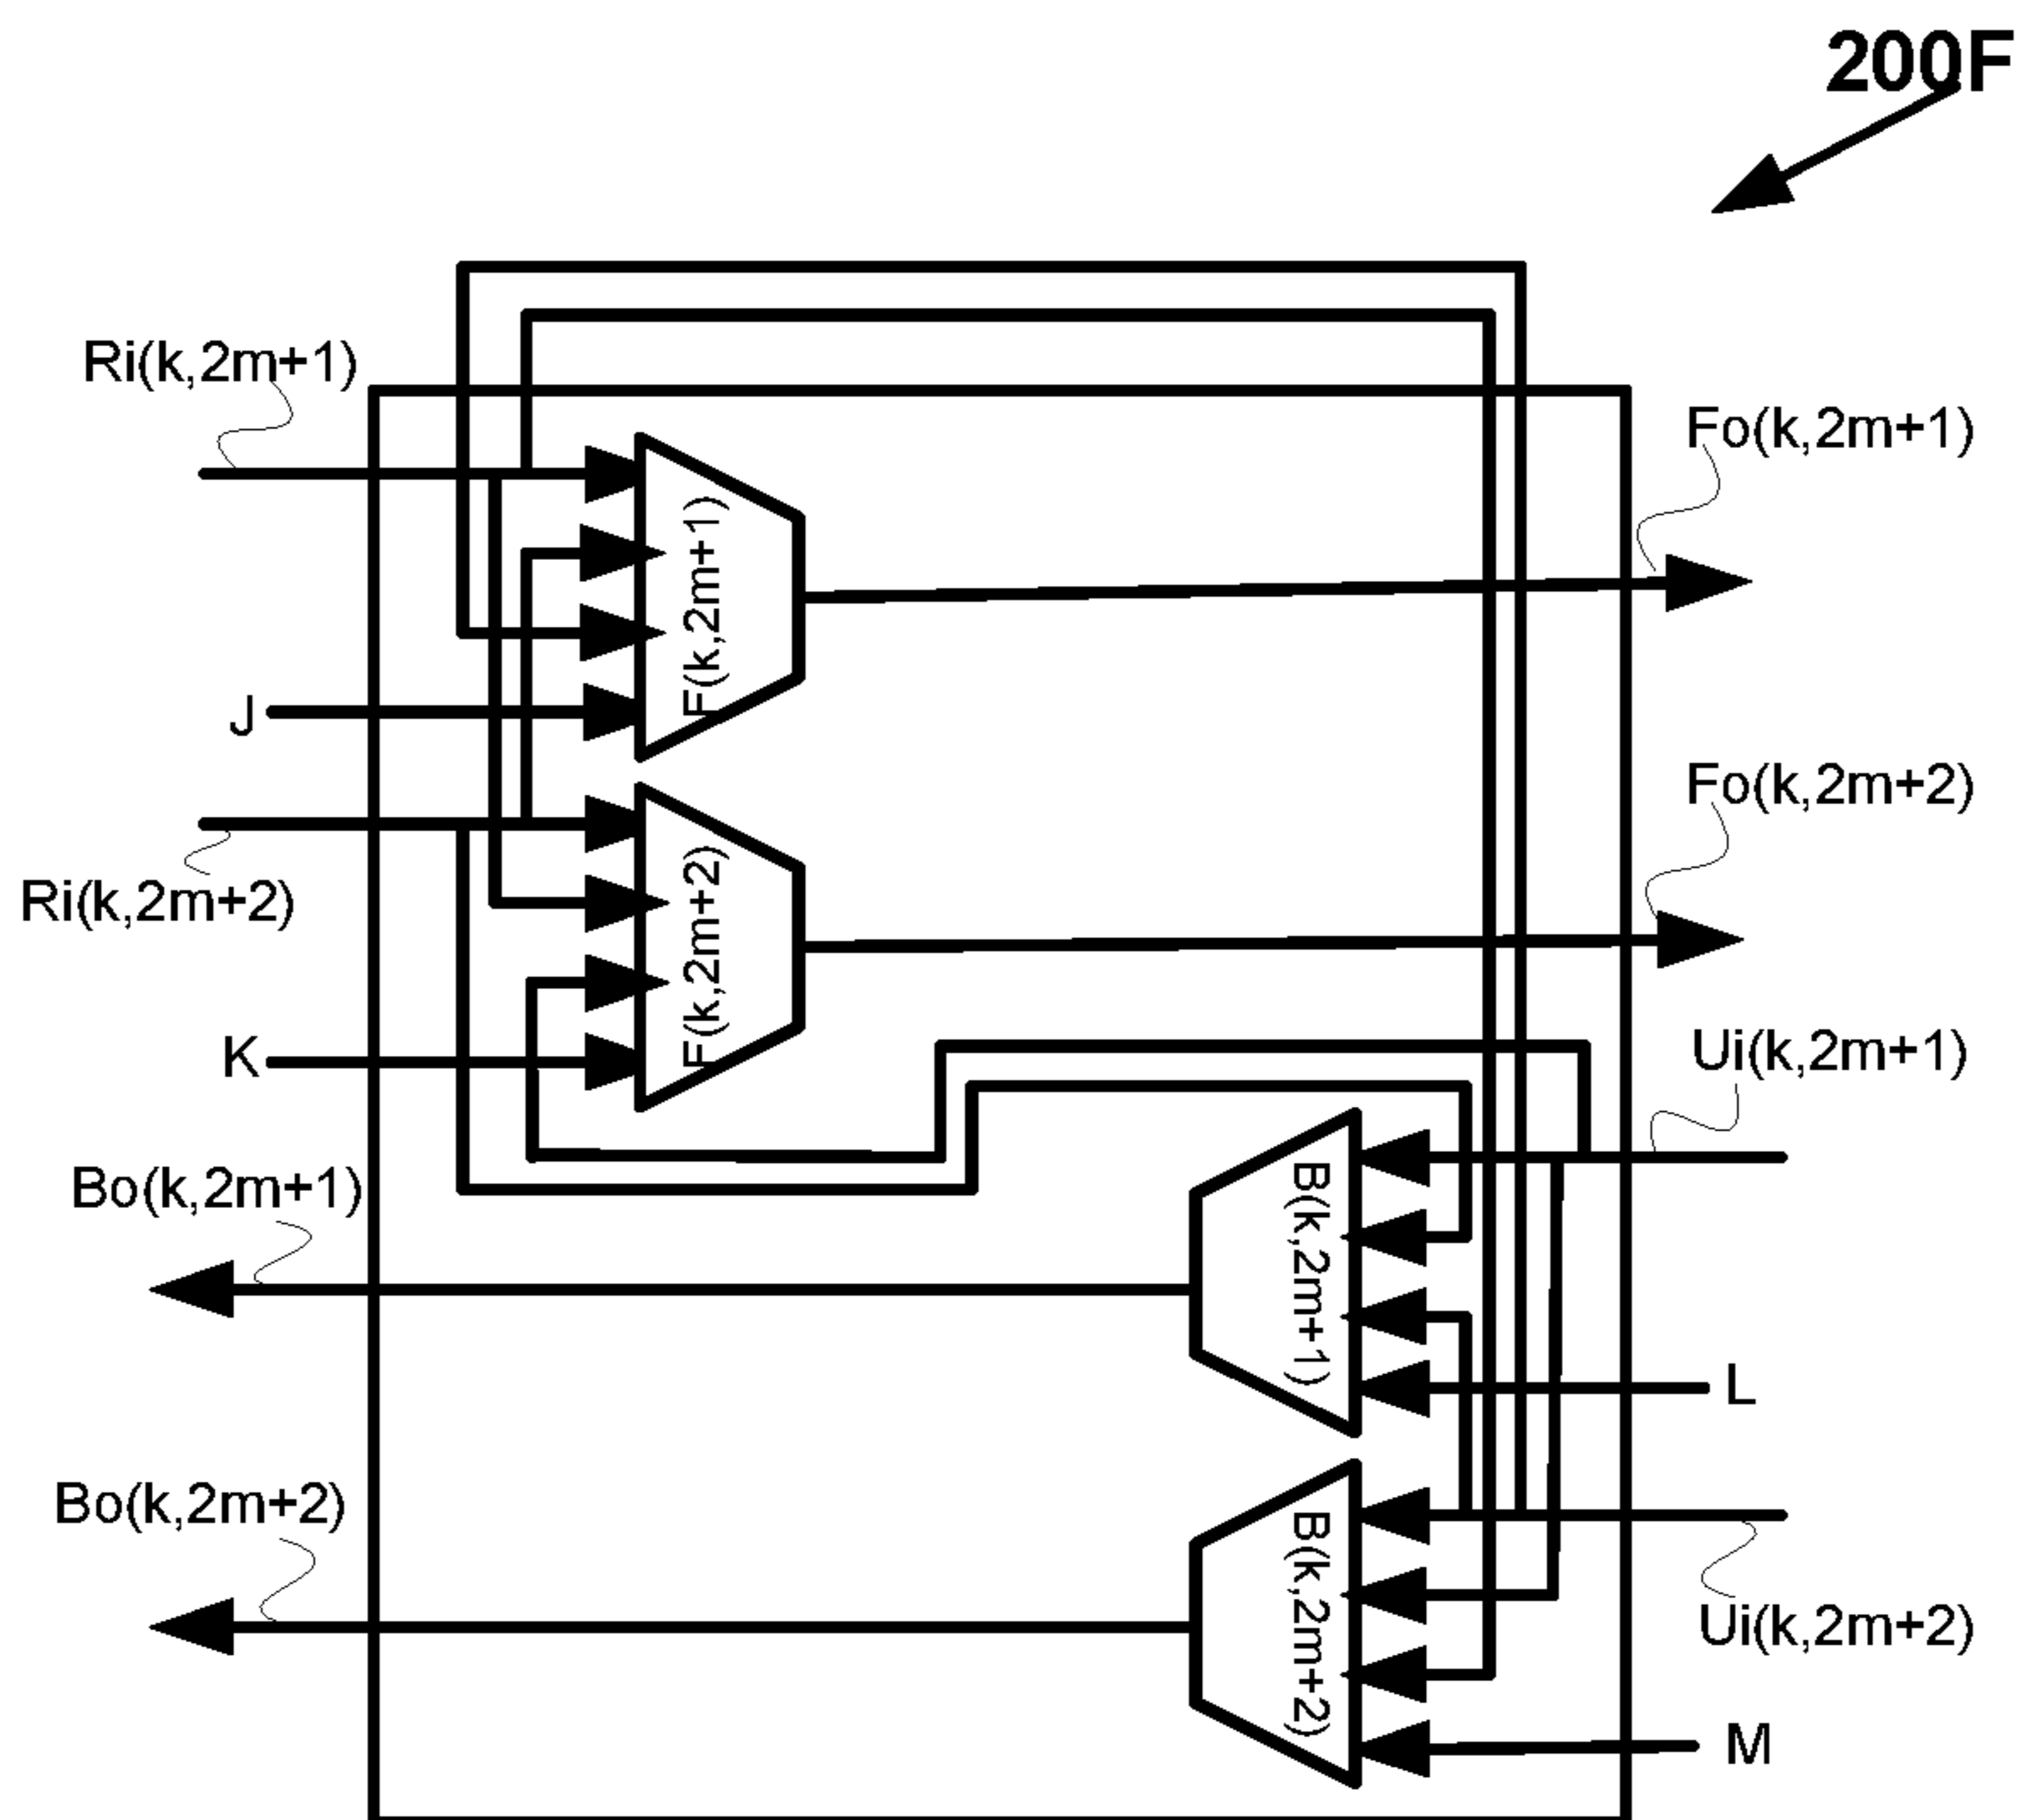 200F
Ri(k,2m+1)
Fo(k,2m+1)
F(k,2m+1)
J
Fo(k,2m+2)
Ri(k,2m+2)
F(k,2m+2)
K
Ui(k,2m+1)
Bo(k,2m+1)
B(k,2m+1)
L
Bo(k,2m+2)
B(k,2m+2)
Ui(k,2m+2)
M